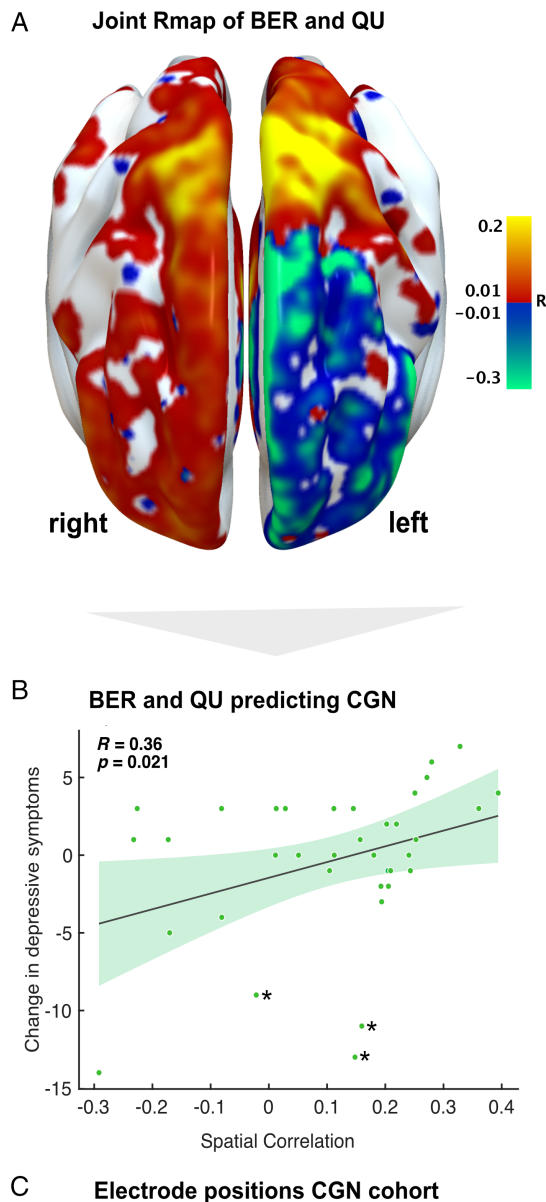 A
Joint Rmap of BER and QU
0.2
0.01
R
−0.01
−0.3
right
left
B
BER and QU predicting CGN
R = 0.36
p = 0.021
Change in depressive symptoms
5
0
-5
*
-10
*
*
-15
-0.3 -0.2 -0.1 0 0.1 0.2 0.3 0.4
Spatial Correlation
C
Electrode positions CGN cohort